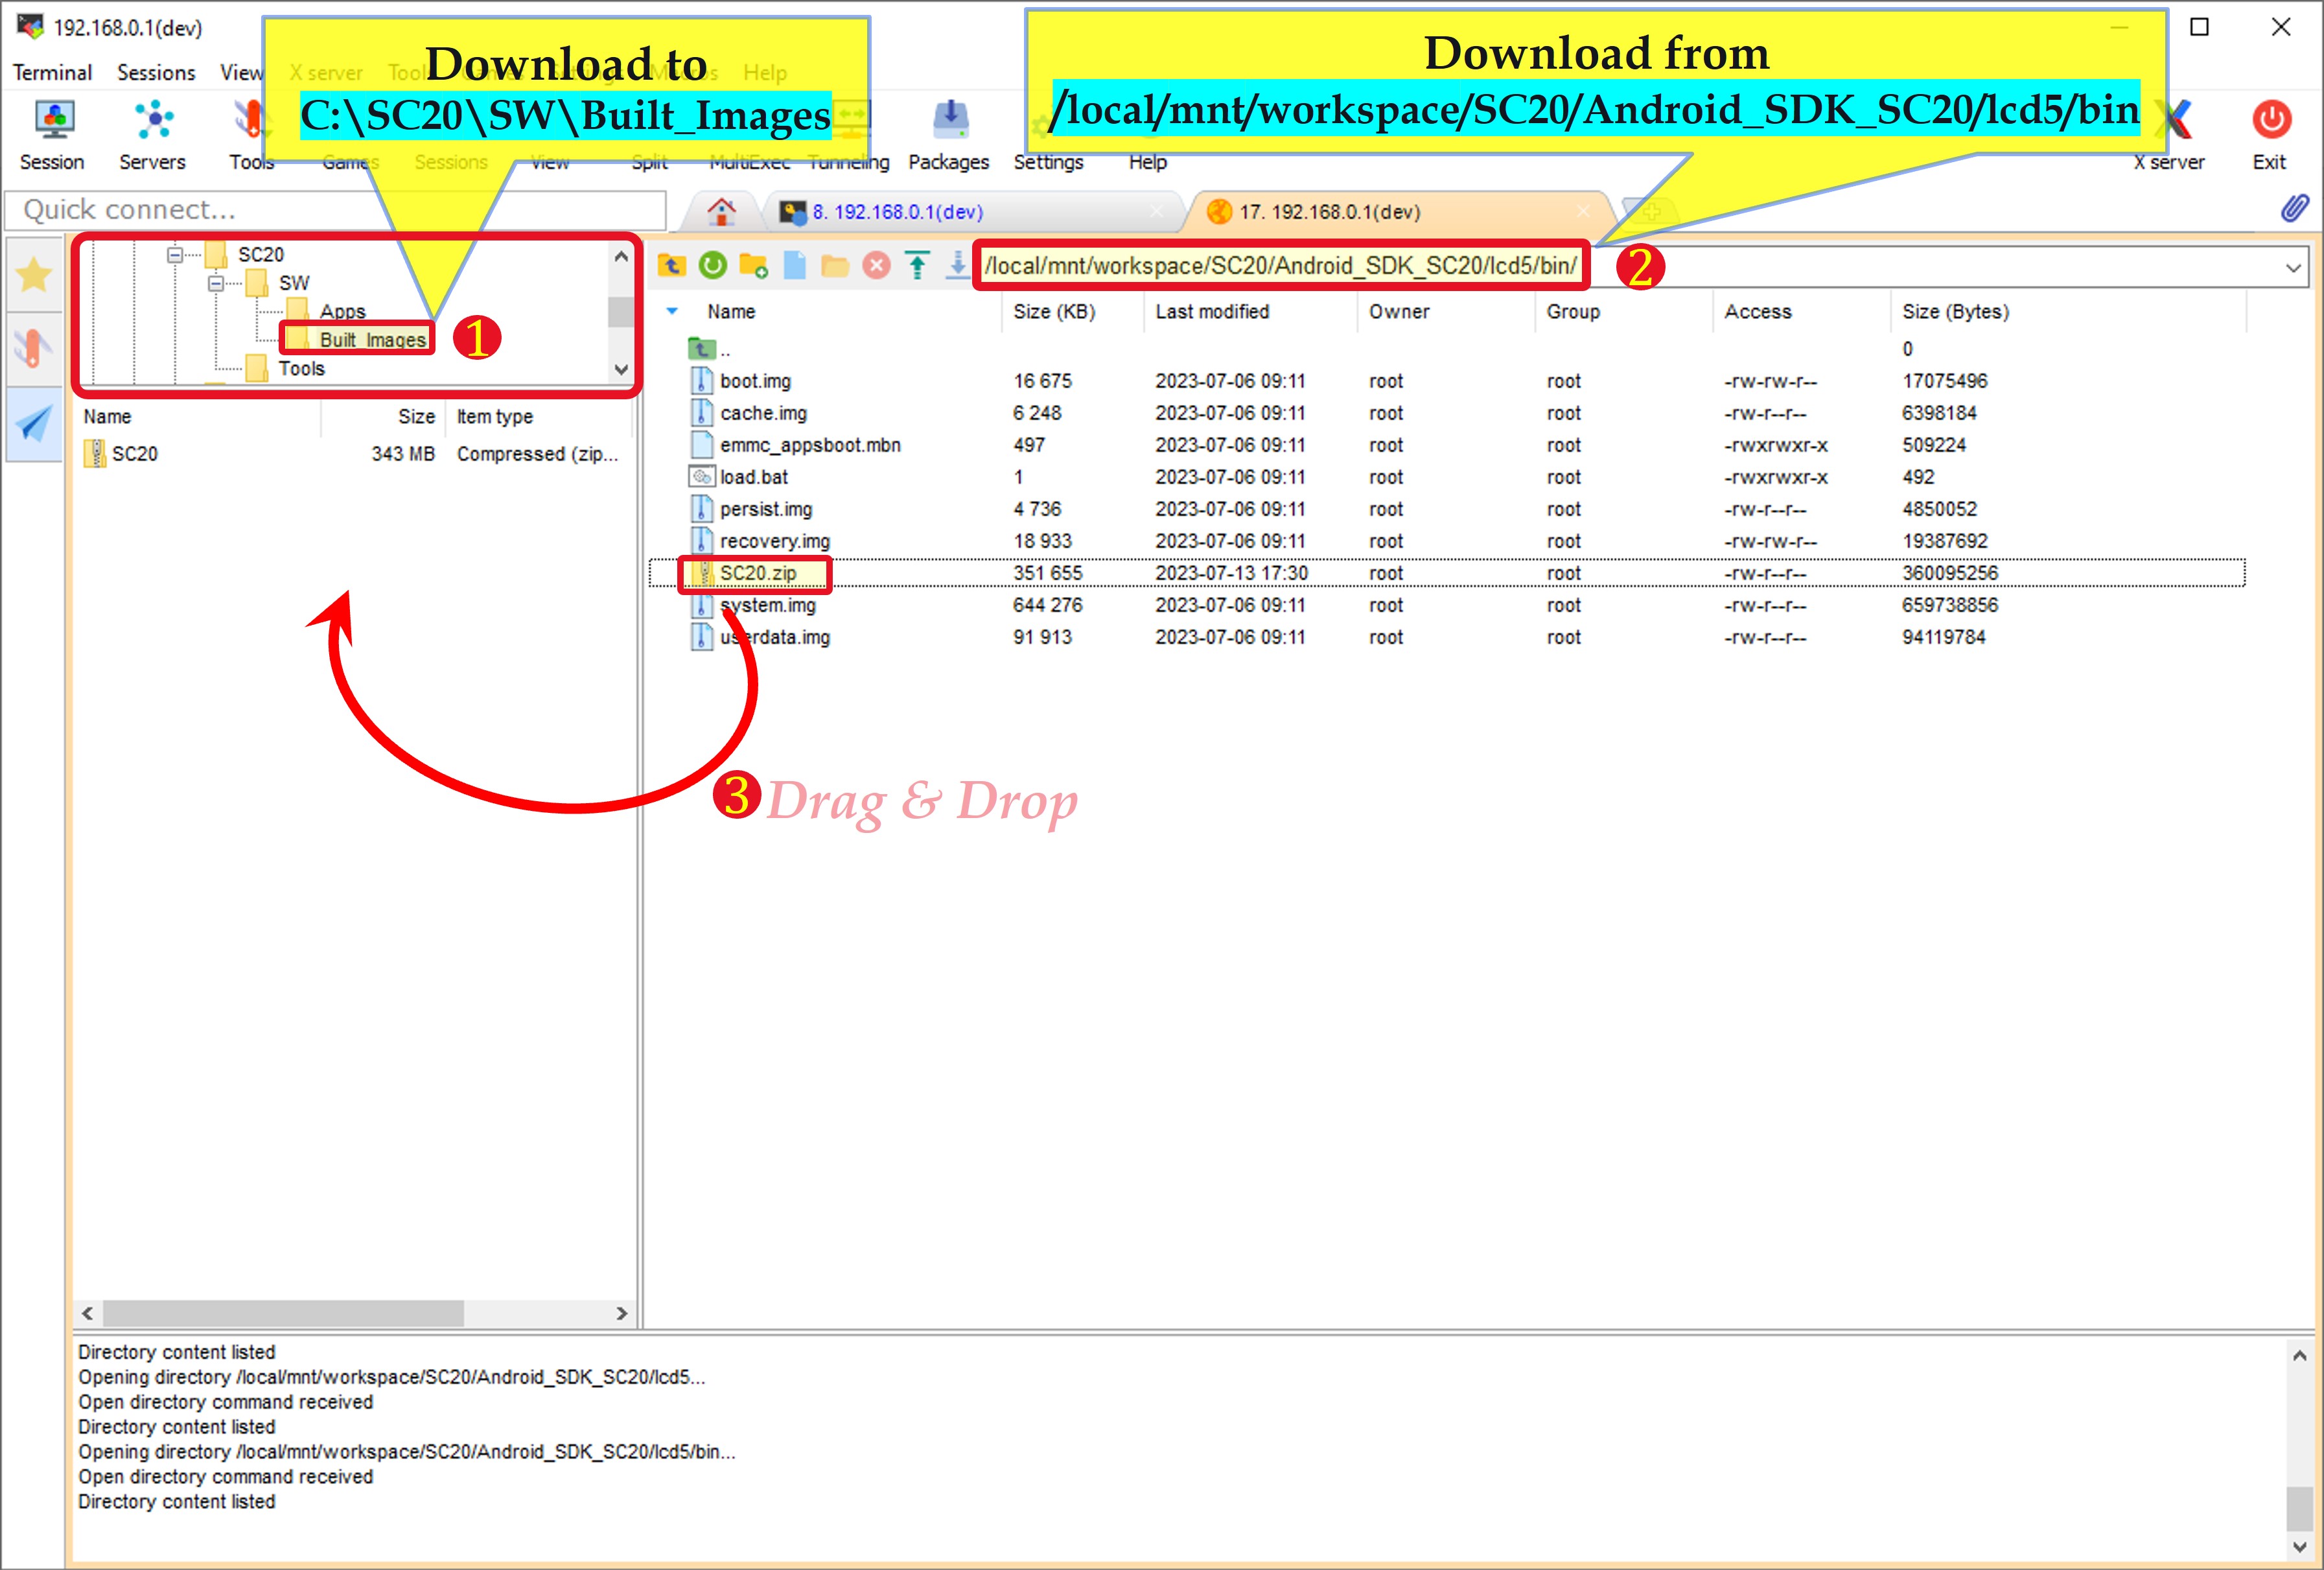 192.168.0.1(dev)
Download to
C:\SC20\SW\Built_Images
Download from
/local/mnt/workspace/SC20/Android_SDK_SC20/lcd5/bin
Terminal Sessions View X server Tools Games Settings Macros Help
Session Servers Tools Games Sessions View Split MultiExec Tunneling Packages Settings Help X server Exit
Quick connect...
8. 192.168.0.1(dev)
17. 192.168.0.1(dev)
SC20
SW
Apps
Built_Images
1
Tools
/local/mnt/workspace/SC20/Android_SDK_SC20/lcd5/bin/
2
Name Size Item type
SC20 343 MB Compressed (zip...
Name Size (KB) Last modified Owner Group Access Size (Bytes)
.. 0
boot.img 16 675 2023-07-06 09:11 root root -rw-rw-r-- 17075496
cache.img 6 248 2023-07-06 09:11 root root -rw-r--r-- 6398184
emmc_appsboot.mbn 497 2023-07-06 09:11 root root -rwxrwxr-x 509224
load.bat 1 2023-07-06 09:11 root root -rwxrwxr-x 492
persist.img 4 736 2023-07-06 09:11 root root -rw-r--r-- 4850052
recovery.img 18 933 2023-07-06 09:11 root root -rw-rw-r-- 19387692
SC20.zip 351 655 2023-07-13 17:30 root root -rw-r--r-- 360095256
system.img 644 276 2023-07-06 09:11 root root -rw-r--r-- 659738856
userdata.img 91 913 2023-07-06 09:11 root root -rw-r--r-- 94119784
3 Drag & Drop
Directory content listed
Opening directory /local/mnt/workspace/SC20/Android_SDK_SC20/lcd5...
Open directory command received
Directory content listed
Opening directory /local/mnt/workspace/SC20/Android_SDK_SC20/lcd5/bin...
Open directory command received
Directory content listed